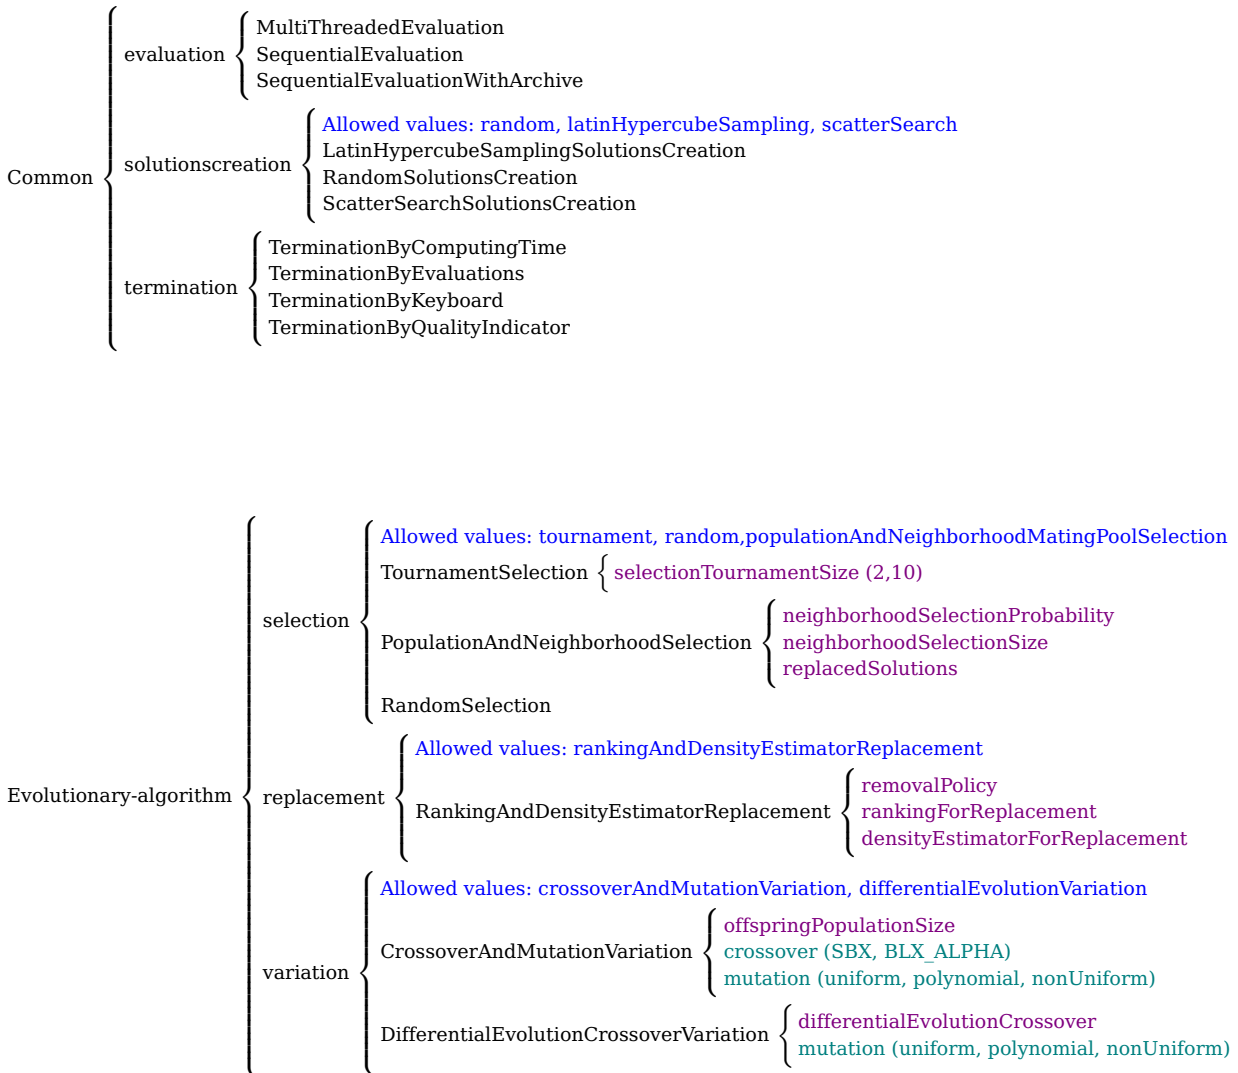 Common
evaluation
MultiThreadedEvaluation
SequentialEvaluation
SequentialEvaluationWithArchive
solutionscreation
Allowed values: random, latinHypercubeSampling, scatterSearch
LatinHypercubeSamplingSolutionsCreation
RandomSolutionsCreation
ScatterSearchSolutionsCreation
termination
TerminationByComputingTime
TerminationByEvaluations
TerminationByKeyboard
TerminationByQualityIndicator
Evolutionary-algorithm
selection
Allowed values: tournament, random,populationAndNeighborhoodMatingPoolSelection
TournamentSelection
selectionTournamentSize (2,10)
PopulationAndNeighborhoodSelection
neighborhoodSelectionProbability
neighborhoodSelectionSize
replacedSolutions
RandomSelection
replacement
Allowed values: rankingAndDensityEstimatorReplacement
RankingAndDensityEstimatorReplacement
removalPolicy
rankingForReplacement
densityEstimatorForReplacement
variation
Allowed values: crossoverAndMutationVariation, differentialEvolutionVariation
CrossoverAndMutationVariation
offspringPopulationSize
crossover (SBX, BLX_ALPHA)
mutation (uniform, polynomial, nonUniform)
DifferentialEvolutionCrossoverVariation
differentialEvolutionCrossover
mutation (uniform, polynomial, nonUniform)